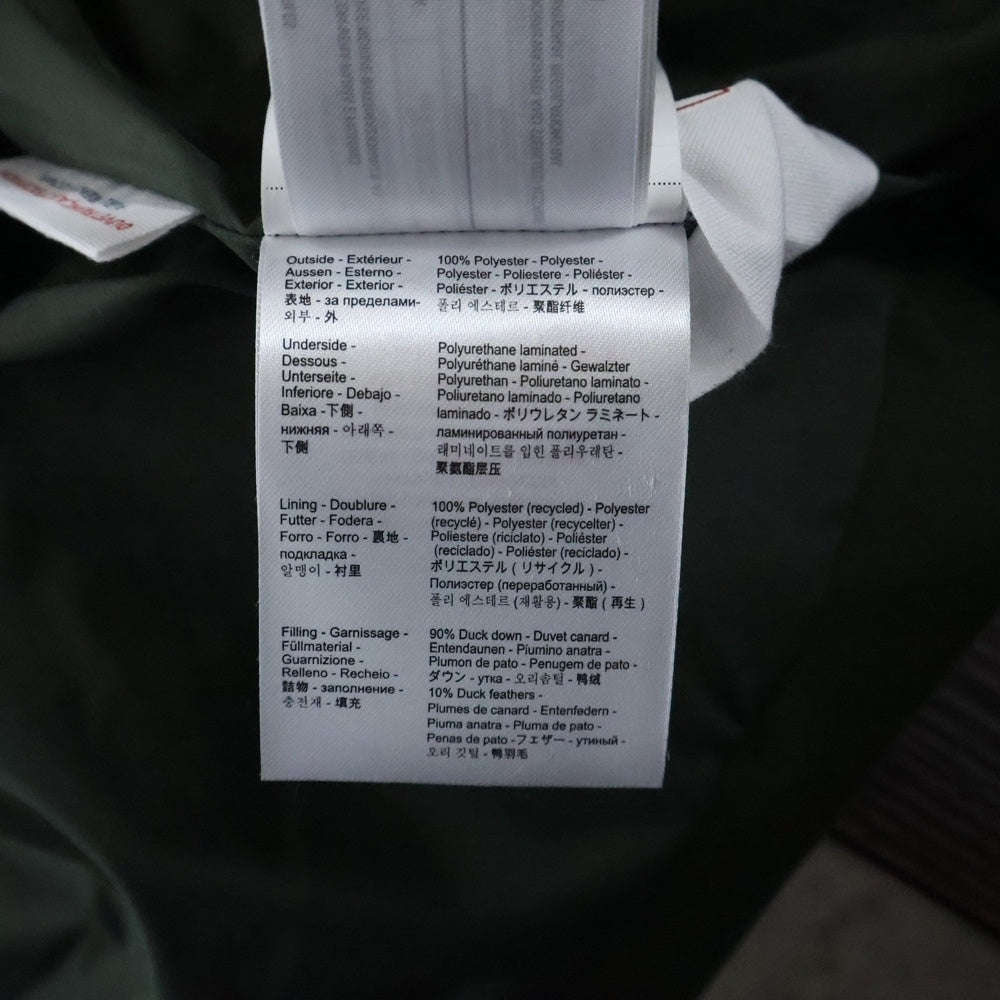 Outside - Extérieur -
Aussen - Esterno -
Exterior - Exterior -
表地 - за пределами-
외부 - 外
100% Polyester - Polyester -
Polyester - Poliestere - Poliéster -
Poliéster - ポリエステル - полиэстер -
폴리 에스테르 - 聚酯纤维
Underside -
Dessous -
Unterseite -
Inferiore - Debajo -
Baixa -下側 -
нижняя - 아래쪽 -
下側
Polyurethane laminated -
Polyuréthane laminé - Gewalzter
Polyurethan - Poliuretano laminato -
Poliuretano laminado - Poliuretano
laminado - ポリウレタン ラミネート -
ламинированный полиуретан -
래미네이트를 입힌 폴리우레탄 -
聚氨酯层压
Lining - Doublure -
Futter - Fodera -
Forro - Forro - 裏地 -
подкладка -
알맹이 - 衬里
100% Polyester (recycled) - Polyester
(recyclé) - Polyester (recycelter) -
Poliestere (riciclato) - Poliéster
(reciclado) - Poliéster (reciclado) -
ポリエステル ( リサイクル ) -
Полиэстер (переработанный) -
폴리 에스테르 (재활용) - 聚酯 ( 再生 )
Filling - Garnissage -
Füllmaterial -
Guarnizione -
Relleno - Recheio -
詰物 - заполнение -
충전재 - 填充
90% Duck down - Duvet canard -
Entendaunen - Piumino anatra -
Plumon de pato - Penugem de pato -
ダウン - утка - 오리솜털 - 鸭绒
10% Duck feathers -
Plumes de canard - Entenfedern -
Piuma anatra - Pluma de pato -
Penas de pato -フェザー - утиный -
오리 깃털 - 鸭羽毛